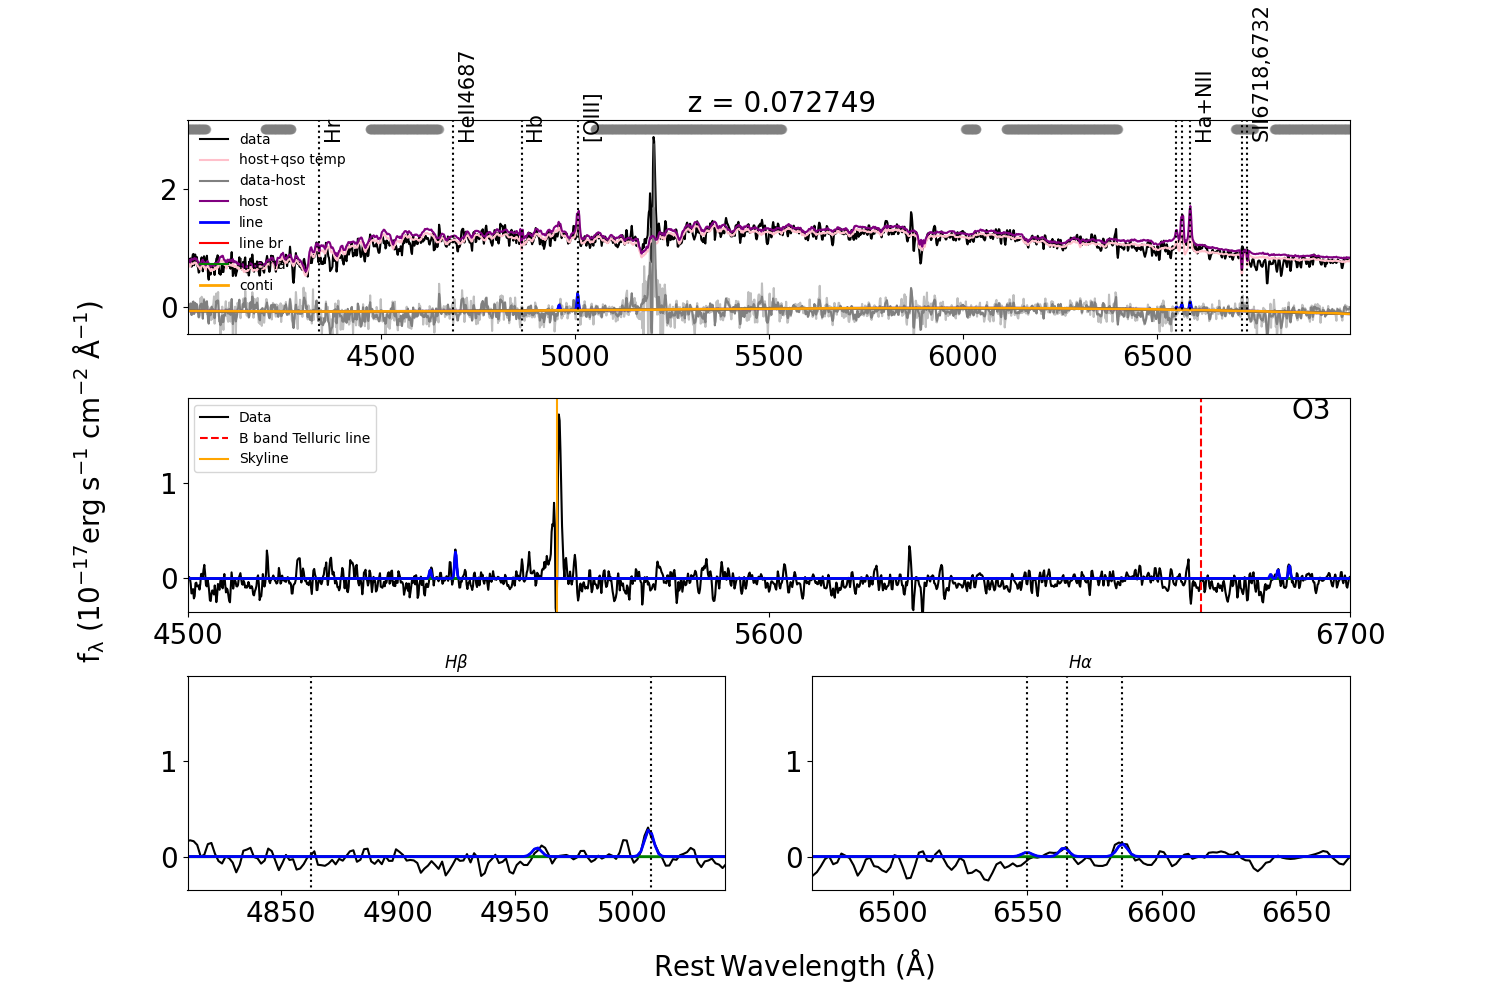 z = 0.072749
Hr
HeII4687
Hb
[OIII]
Ha+NII
SII6718,6732
data
host+qso temp
data-host
host
line
line br
conti
2
0
4500
5000
5500
6000
6500
O3
Data
B band Telluric line
Skyline
1
0
4500
5600
6700
fλ (10⁻¹⁷erg s⁻¹ cm⁻² Å⁻¹)
Hβ
1
0
4850
4900
4950
5000
Hα
1
0
6500
6550
6600
6650
Rest Wavelength (Å)